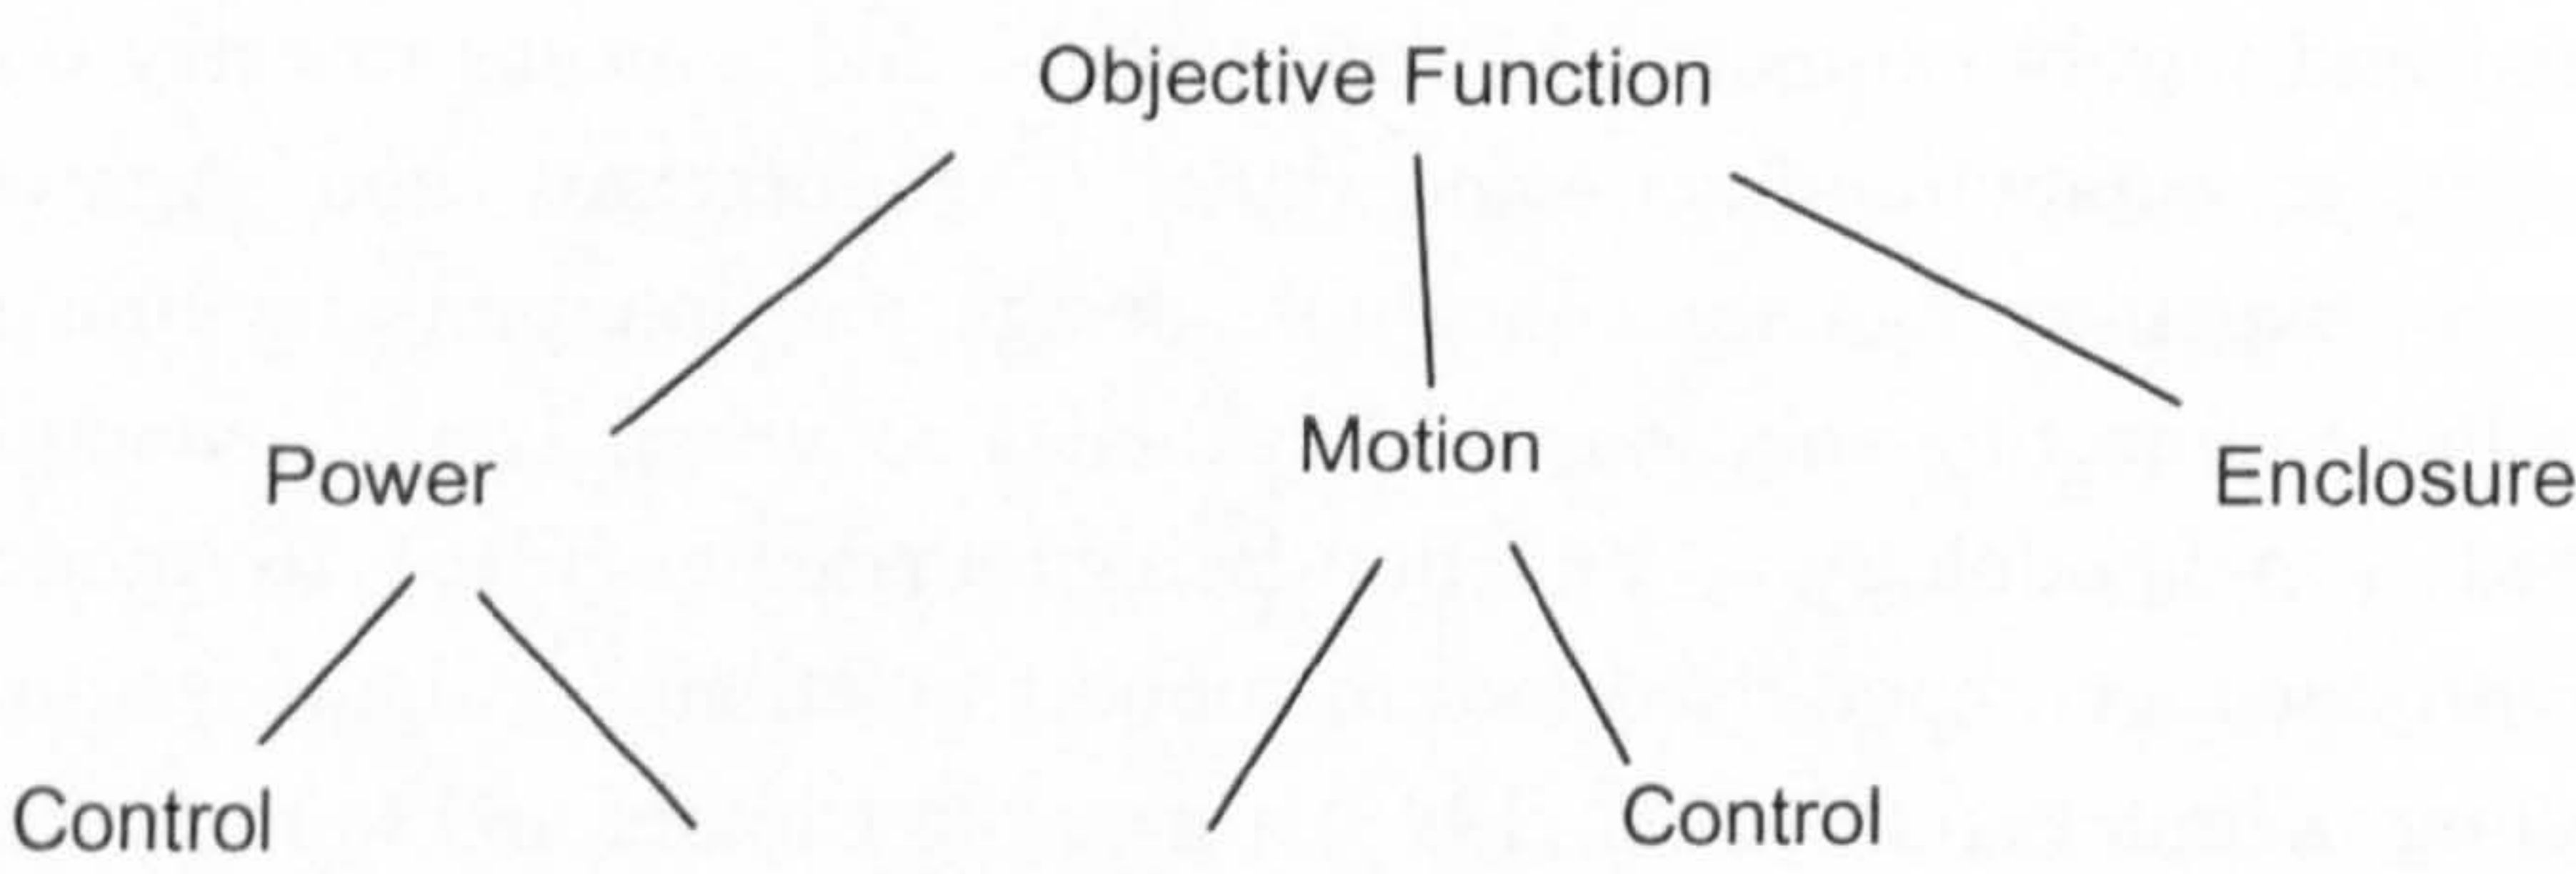 Objective Function
Motion
Power
Enclosure
Control
Control